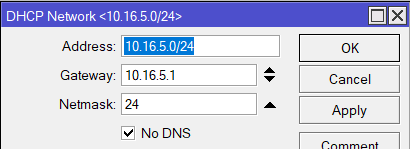 DHCP Network <10.16.5.0/24>
Address: 10.16.5.0/24 OK
Gateway: 10.16.5.1 Cancel
Netmask: 24 Apply
No DNS
Comment